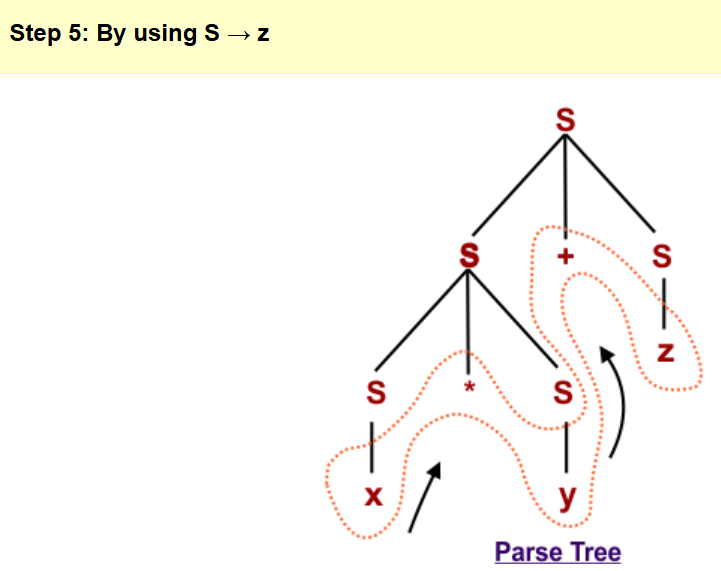 Step 5: By using S → z
S
S + S
z
S * S
x y
Parse Tree